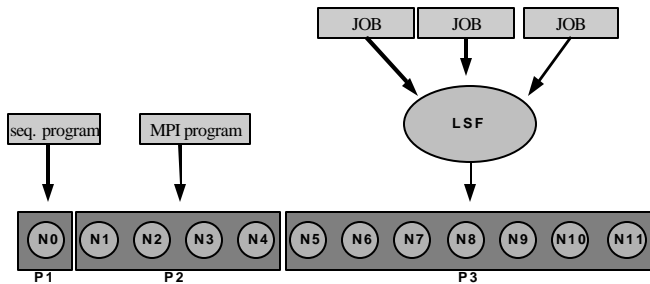 JOB JOB JOB
LSF
seq. program MPI program
N0 N1 N2 N3 N4 N5 N6 N7 N8 N9 N10 N11
P1 P2 P3